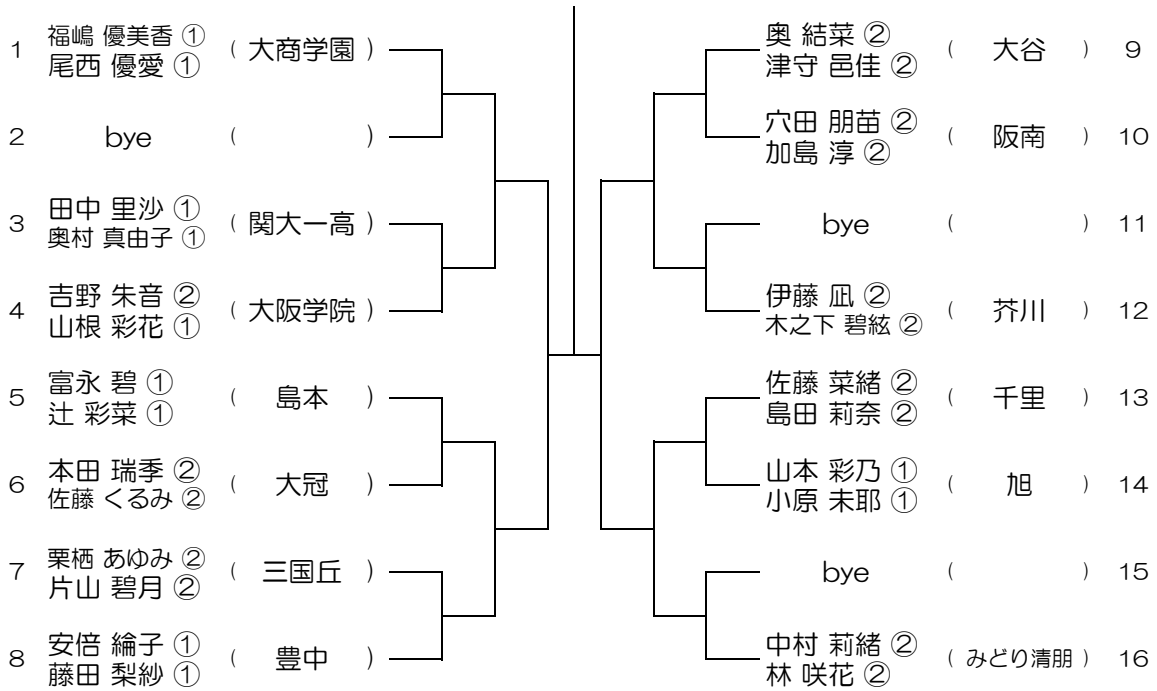 福嶋 優美香 ①
1 ( 大商学園 )
尾西 優愛 ①
2 bye ( )
田中 里沙 ①
3 ( 関大一高 )
奥村 真由子 ①
吉野 朱音 ②
4 ( 大阪学院 )
山根 彩花 ①
富永 碧 ①
5 ( 島本 )
辻 彩菜 ①
本田 瑞季 ②
6 ( 大冠 )
佐藤 くるみ ②
栗栖 あゆみ ②
7 ( 三国丘 )
片山 碧月 ②
安倍 綸子 ①
8 ( 豊中 )
藤田 梨紗 ①
奥 結菜 ②
( 大谷 ) 9
津守 邑佳 ②
穴田 朋苗 ②
( 阪南 ) 10
加島 淳 ②
bye ( ) 11
伊藤 凪 ②
( 芥川 ) 12
木之下 碧絃 ②
佐藤 菜緒 ②
( 千里 ) 13
島田 莉奈 ②
山本 彩乃 ①
( 旭 ) 14
小原 未耶 ①
bye ( ) 15
中村 莉緒 ②
( みどり清朋 ) 16
林 咲花 ②